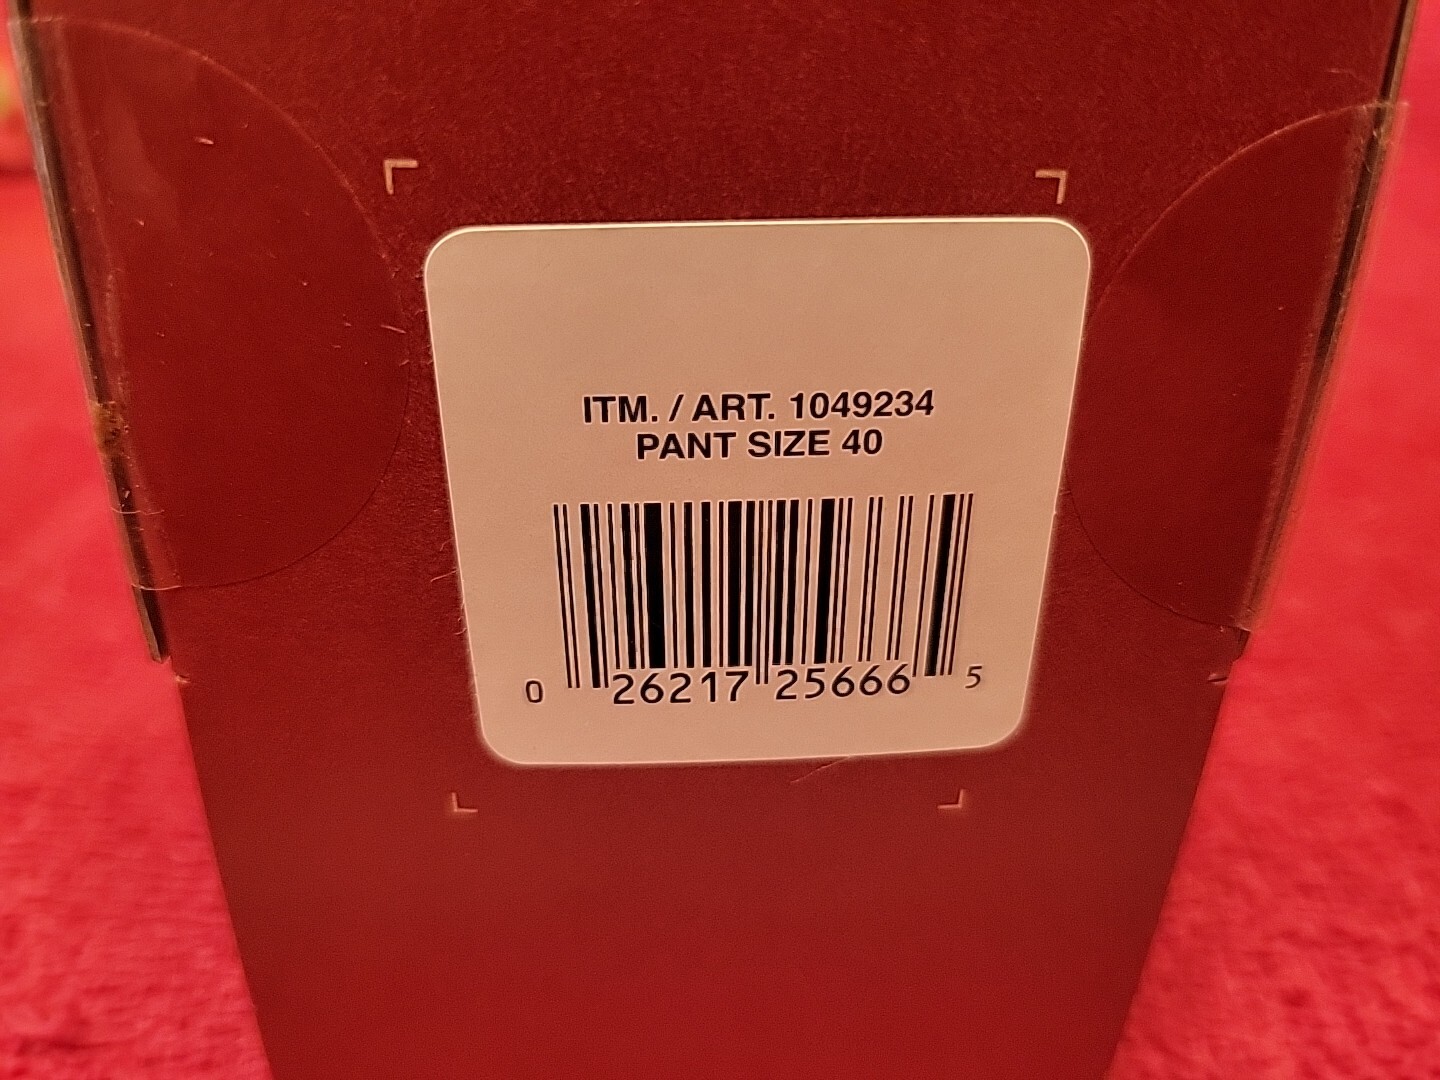 ITM. / ART. 1049234
PANT SIZE 40
0 26217 25666 5